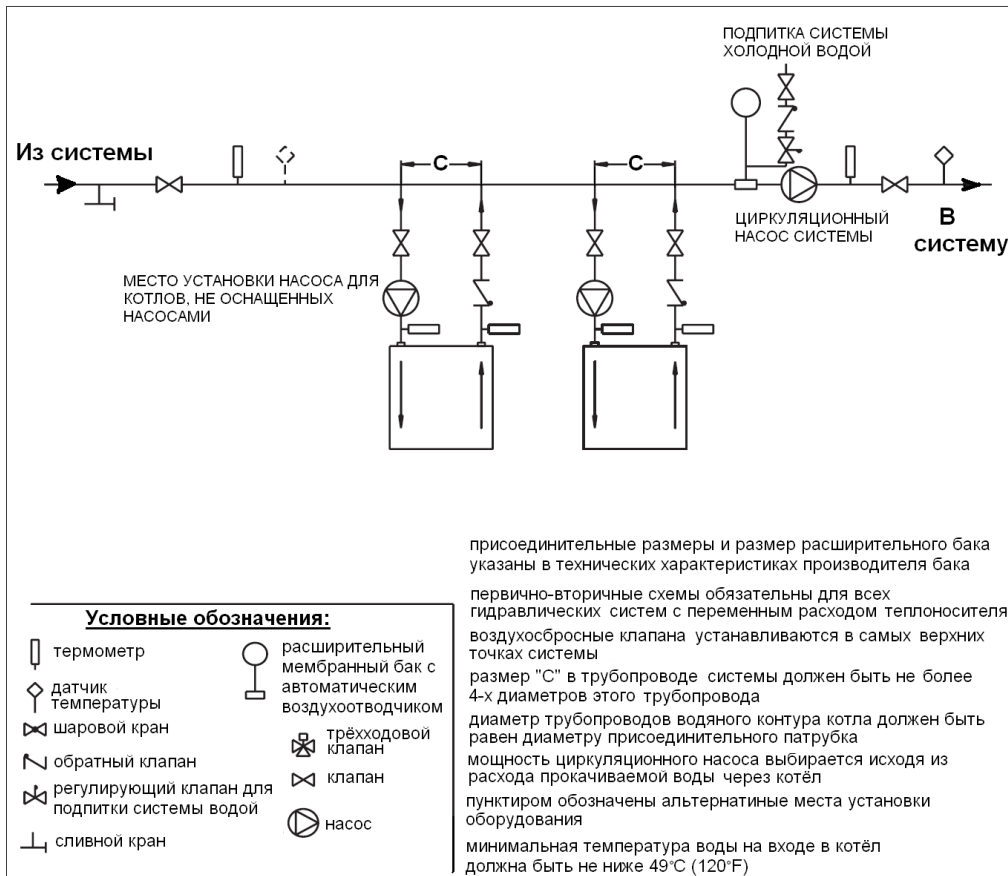 ПОДПИТКА СИСТЕМЫ
ХОЛОДНОЙ ВОДОЙ
Из системы
С
С
ЦИРКУЛЯЦИОННЫЙ
НАСОС СИСТЕМЫ
В
систему
МЕСТО УСТАНОВКИ НАСОСА ДЛЯ
КОТЛОВ, НЕ ОСНАЩЕННЫХ
НАСОСАМИ
Условные обозначения:
термометр
датчик
температуры
шаровой кран
обратный клапан
регулирующий клапан для
подпитки системы водой
сливной кран
расширительный
мембранный бак с
автоматическим
воздухоотводчиком
трёхходовой
клапан
клапан
насос
присоединительные размеры и размер расширительного бака
указаны в технических характеристиках производителя бака
первично-вторичные схемы обязательны для всех
гидравлических систем с переменным расходом теплоносителя
воздухосбросные клапана устанавливаются в самых верхних
точках системы
размер "С" в трубопроводе системы должен быть не более
4-х диаметров этого трубопровода
диаметр трубопроводов водяного контура котла должен быть
равен диаметру присоединительного патрубка
мощность циркуляционного насоса выбирается исходя из
расхода прокачиваемой воды через котёл
пунктиром обозначены альтернатиные места установки
оборудования
минимальная температура воды на входе в котёл
должна быть не ниже 49°С (120°F)